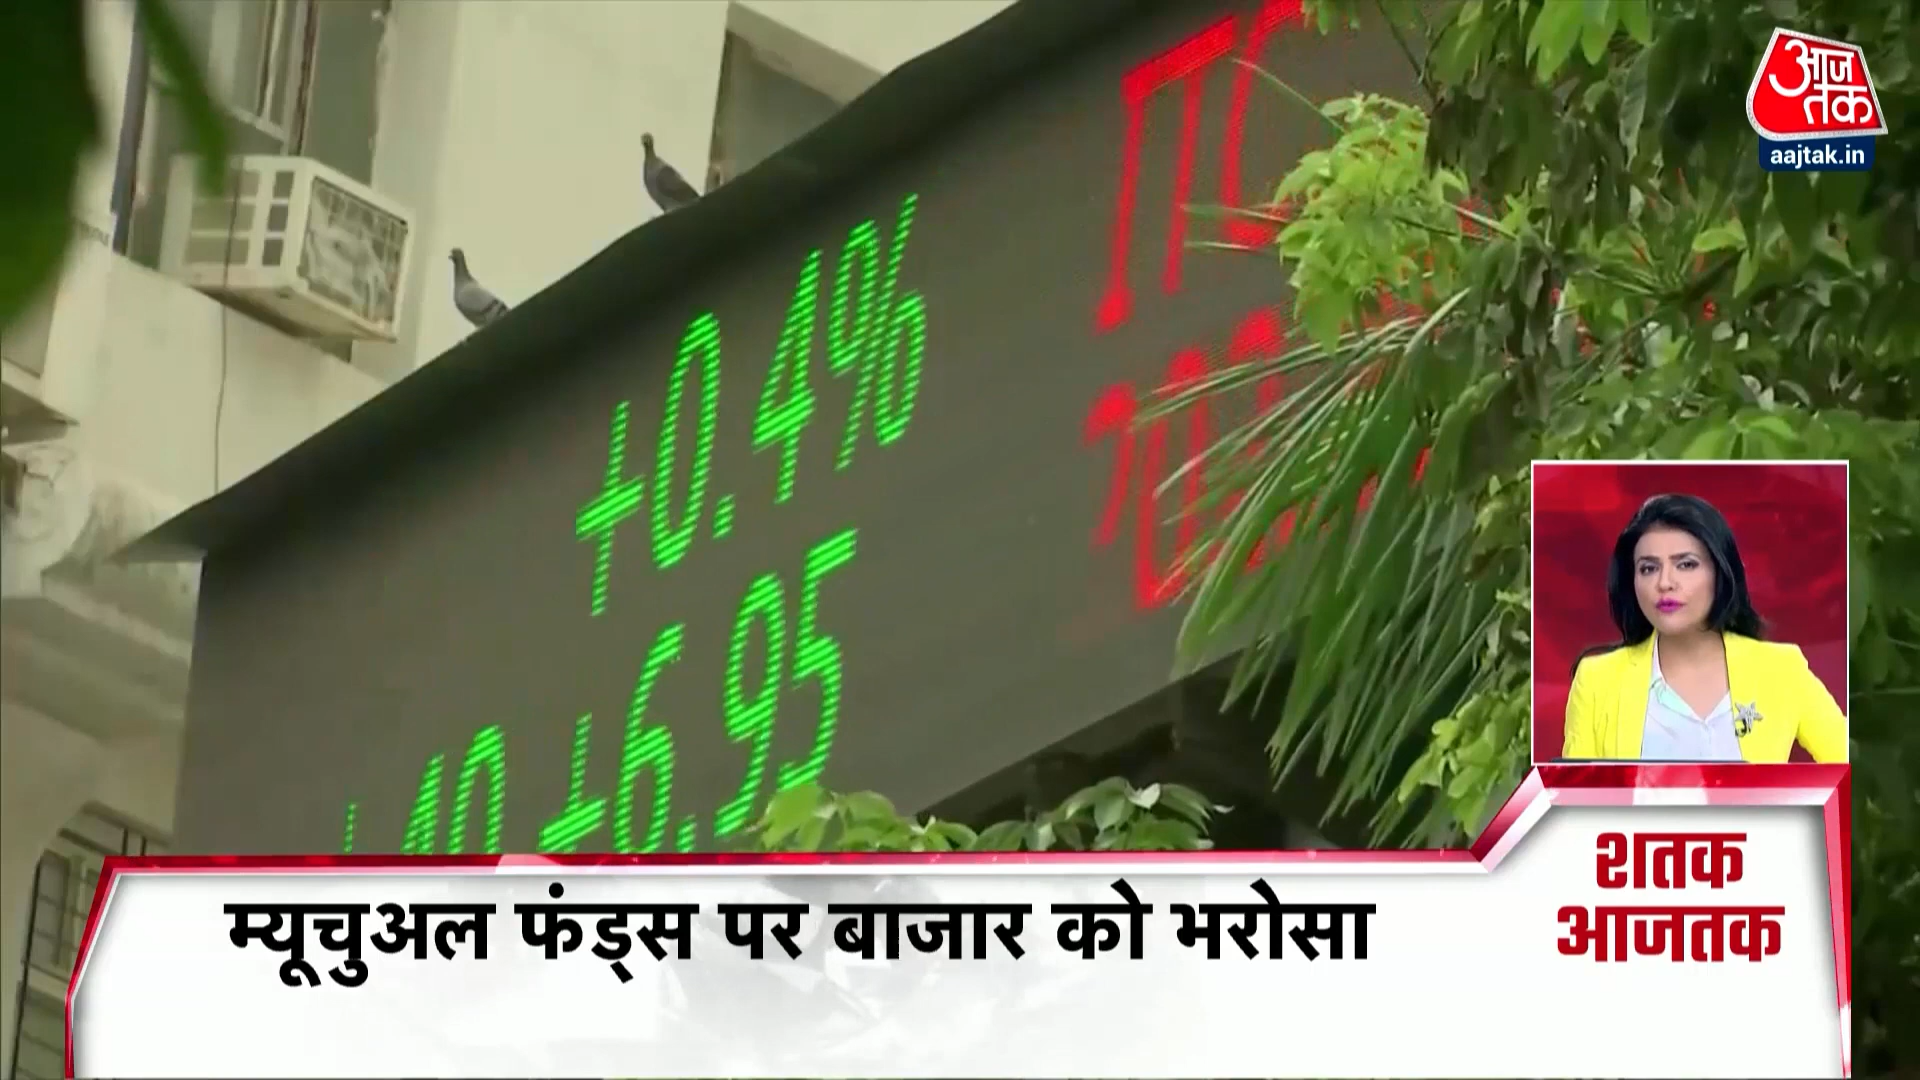 आज
तक
aajtak.in
+0.4%
+6.95
शतक
आजतक
म्यूचुअल फंड्स पर बाजार को भरोसा